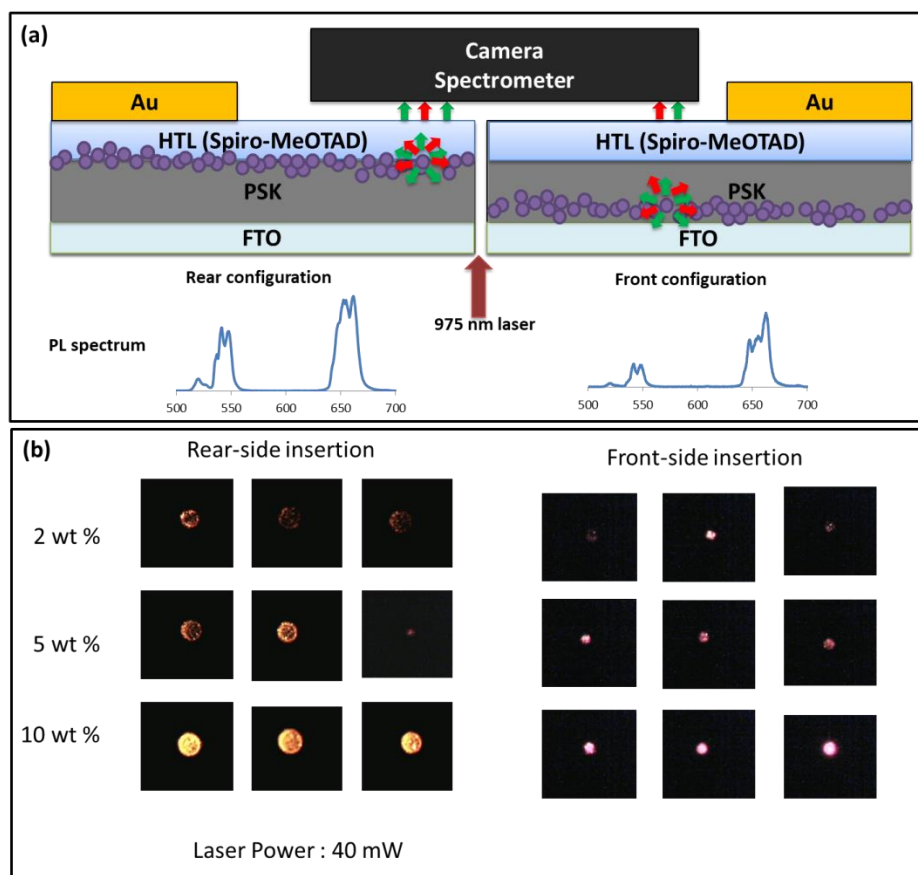 (a)
Camera
Spectrometer
Au
Au
HTL (Spiro-MeOTAD)
HTL (Spiro-MeOTAD)
PSK
PSK
FTO
FTO
Rear configuration
Front configuration
975 nm laser
PL spectrum
500 550 600 650 700
500 550 600 650 700
(b)
Rear-side insertion
Front-side insertion
2 wt %
5 wt %
10 wt %
Laser Power : 40 mW